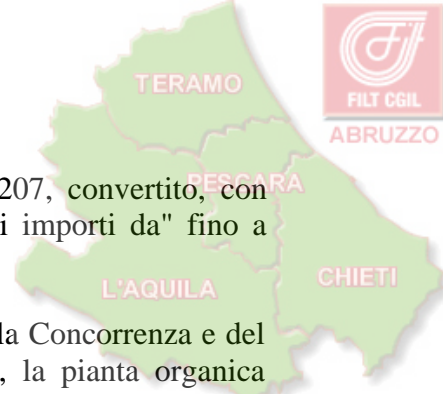 TERAMO
FILT CGIL
ABRUZZO
207, convertito, con
PESCARA
i importi da" fino a
L'AQUILA
CHIETI
la Concorrenza e del
, la pianta organica